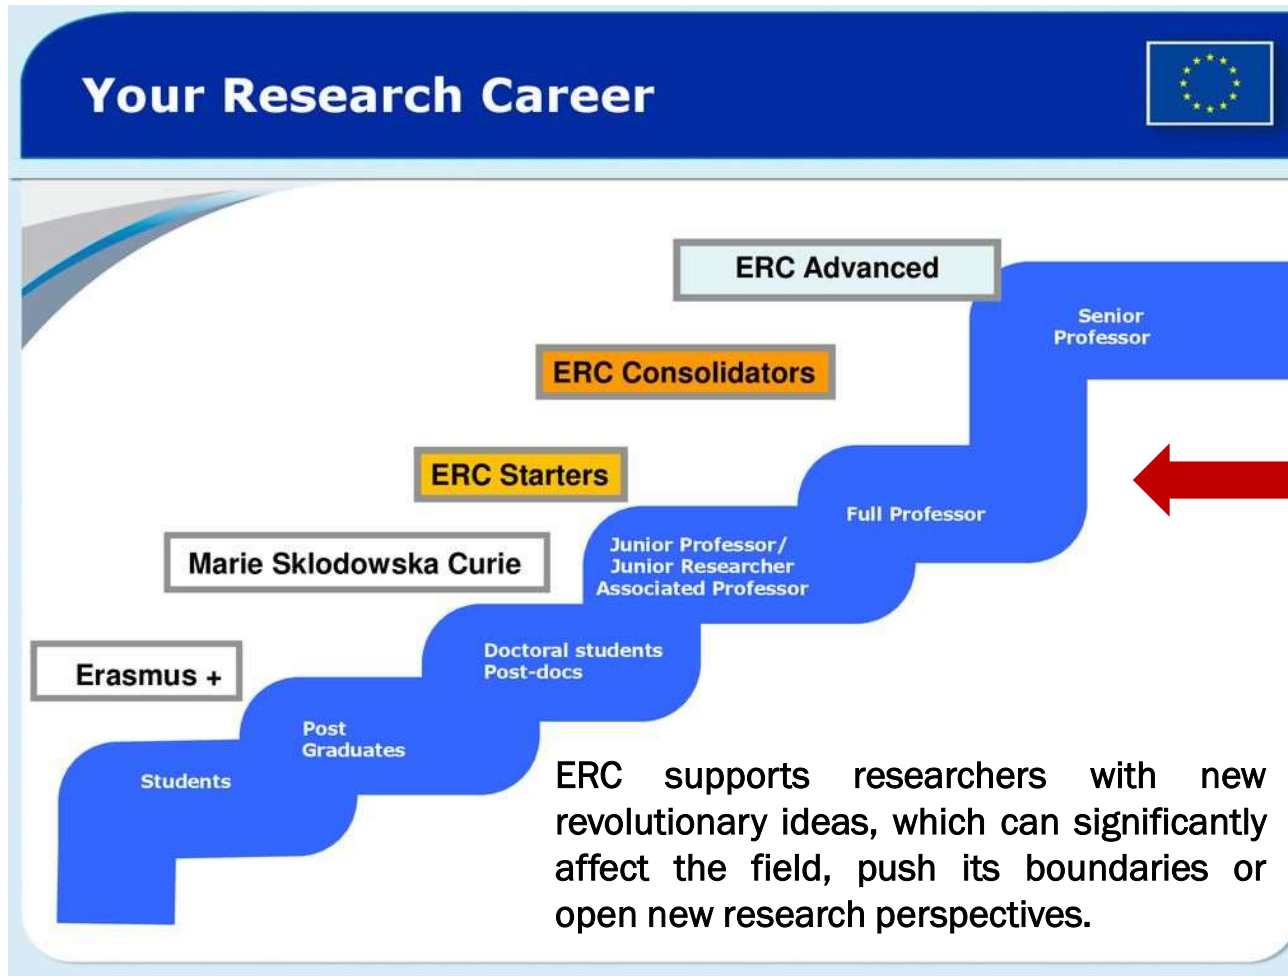 Your Research Career
ERC Advanced
Senior
Professor
ERC Consolidators
ERC Starters
Full Professor
Marie Sklodowska Curie
Junior Professor/
Junior Researcher
Associated Professor
Erasmus +
Doctoral students
Post-docs
Post
Graduates
Students
ERC supports researchers with new
revolutionary ideas, which can significantly
affect the field, push its boundaries or
open new research perspectives.